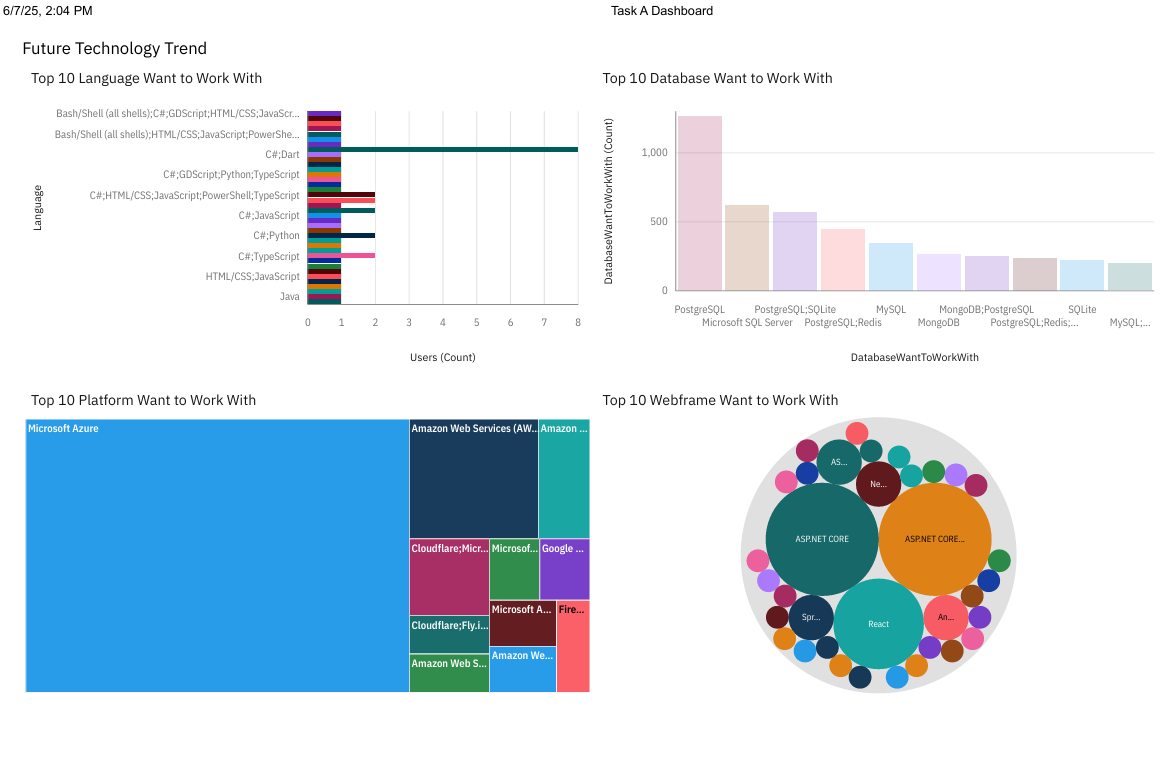 6/7/25, 2:04 PM
Task A Dashboard
Future Technology Trend
Top 10 Language Want to Work With
Language
Bash/Shell (all shells);C#;GDScript;HTML/CSS;JavaScr...
Bash/Shell (all shells);HTML/CSS;JavaScript;PowerShe...
C#;Dart
C#;GDScript;Python;TypeScript
C#;HTML/CSS;JavaScript;PowerShell;TypeScript
C#;JavaScript
C#;Python
C#;TypeScript
HTML/CSS;JavaScript
Java
0 1 2 3 4 5 6 7 8
Users (Count)
Top 10 Database Want to Work With
DatabaseWantToWorkWith (Count)
1,000
500
0
PostgreSQL PostgreSQL;SQLite MySQL MongoDB;PostgreSQL SQLite
Microsoft SQL Server PostgreSQL;Redis MongoDB PostgreSQL;Redis;... MySQL;...
DatabaseWantToWorkWith
Top 10 Platform Want to Work With
Microsoft Azure
Amazon Web Services (AW...
Amazon ...
Cloudflare;Micr...
Microsof...
Google ...
Cloudflare;Fly.i...
Microsoft A...
Fire...
Amazon Web S...
Amazon We...
Top 10 Webframe Want to Work With
AS...
Ne...
ASP.NET CORE
ASP.NET CORE...
Spr...
React
An...